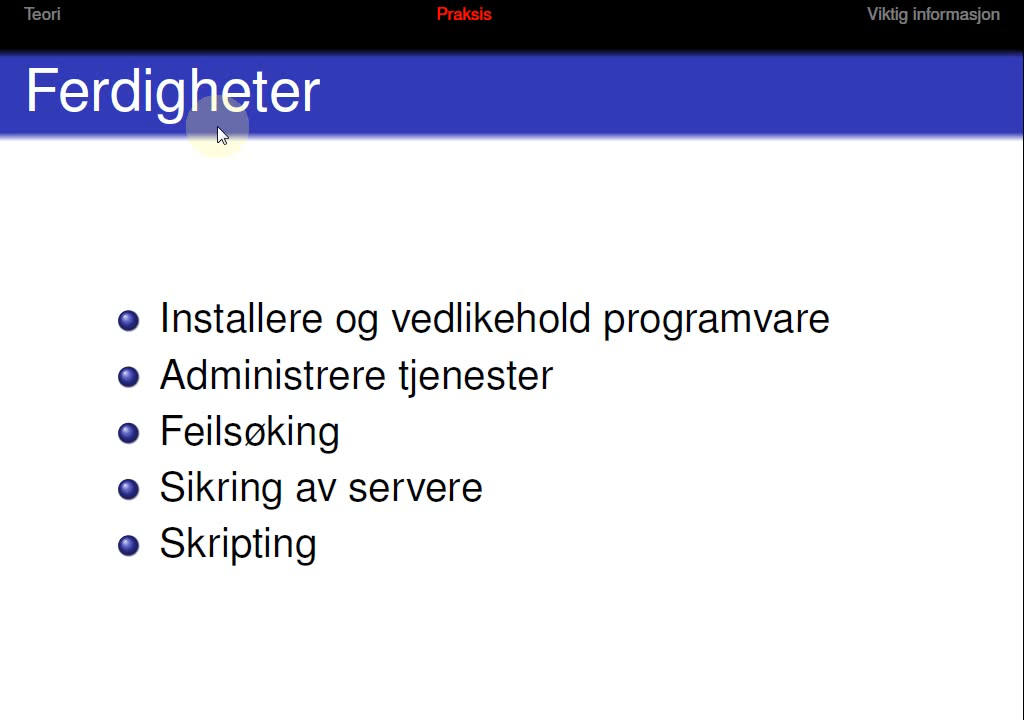 Teori
Praksis
Viktig informasjon
Ferdigheter
Installere og vedlikehold programvare
Administrere tjenester
Feilsøking
Sikring av servere
Skripting